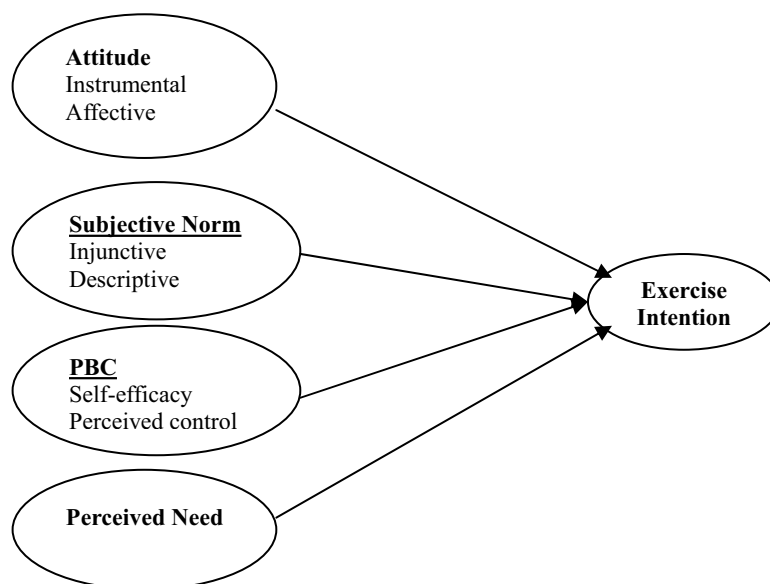 Attitude
Instrumental
Affective
Subjective Norm
Injunctive
Descriptive
PBC
Self-efficacy
Perceived control
Perceived Need
Exercise
Intention